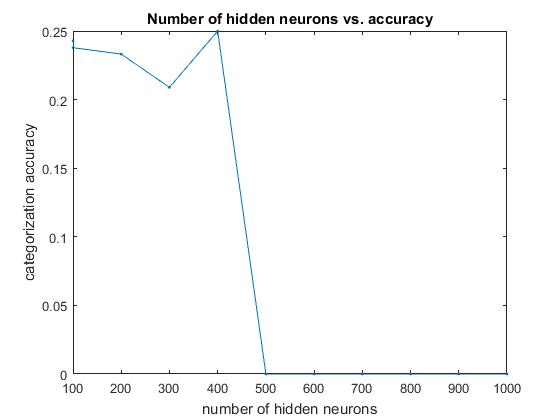 Number of hidden neurons vs. accuracy
0.25
0.2
0.15
0.1
0.05
0
categorization accuracy
100 200 300 400 500 600 700 800 900 1000
number of hidden neurons